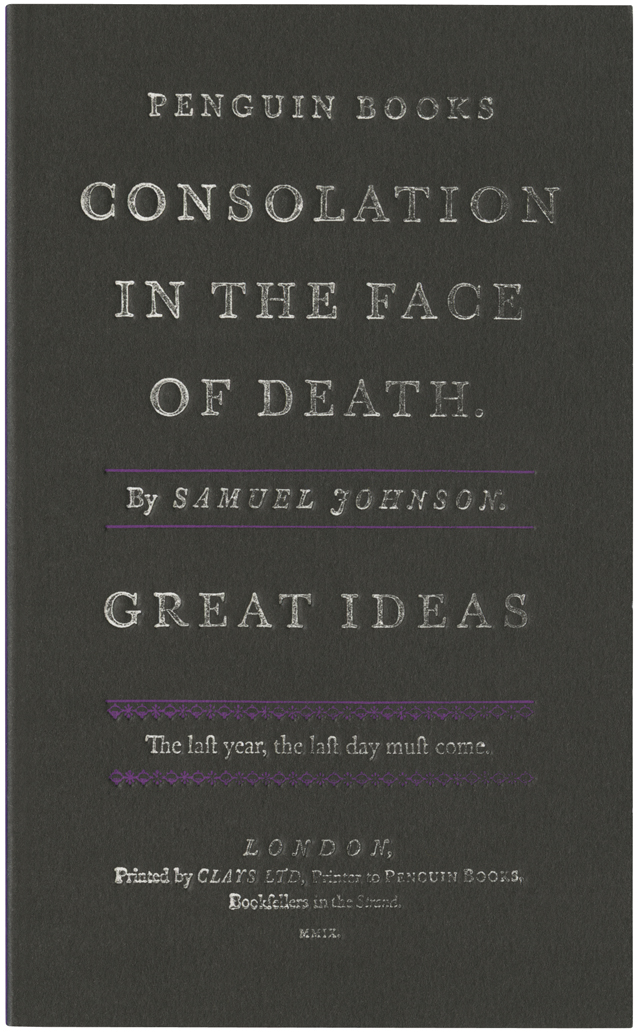 PENGUIN BOOKS
CONSOLATION
IN THE FACE
OF DEATH.
By SAMUEL JOHNSON.
GREAT IDEAS
The laſt year, the laſt day muſt come.
LONDON,
Printed by CLAYS LTD, Printer to PENGUIN BOOKS,
Bookſellers in the Strand.
MMIX.